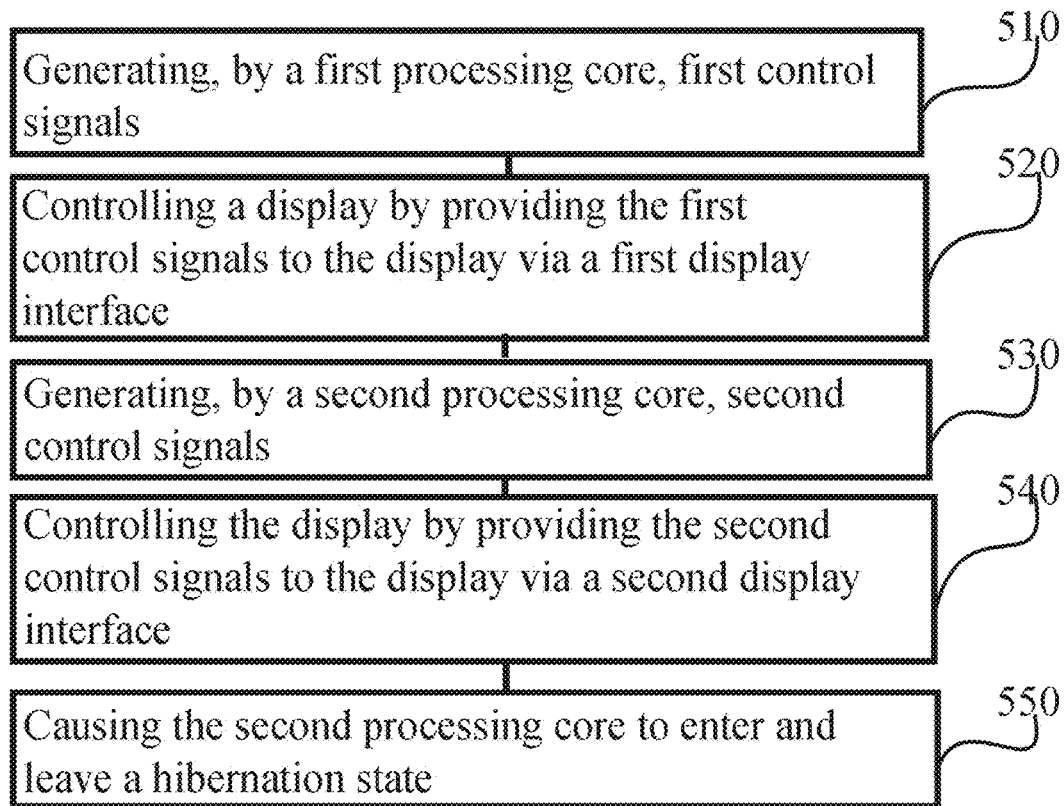 510
Generating, by a first processing core, first control
signals
520
Controlling a display by providing the first
control signals to the display via a first display
interface
530
Generating, by a second processing core, second
control signals
540
Controlling the display by providing the second
control signals to the display via a second display
interface
550
Causing the second processing core to enter and
leave a hibernation state